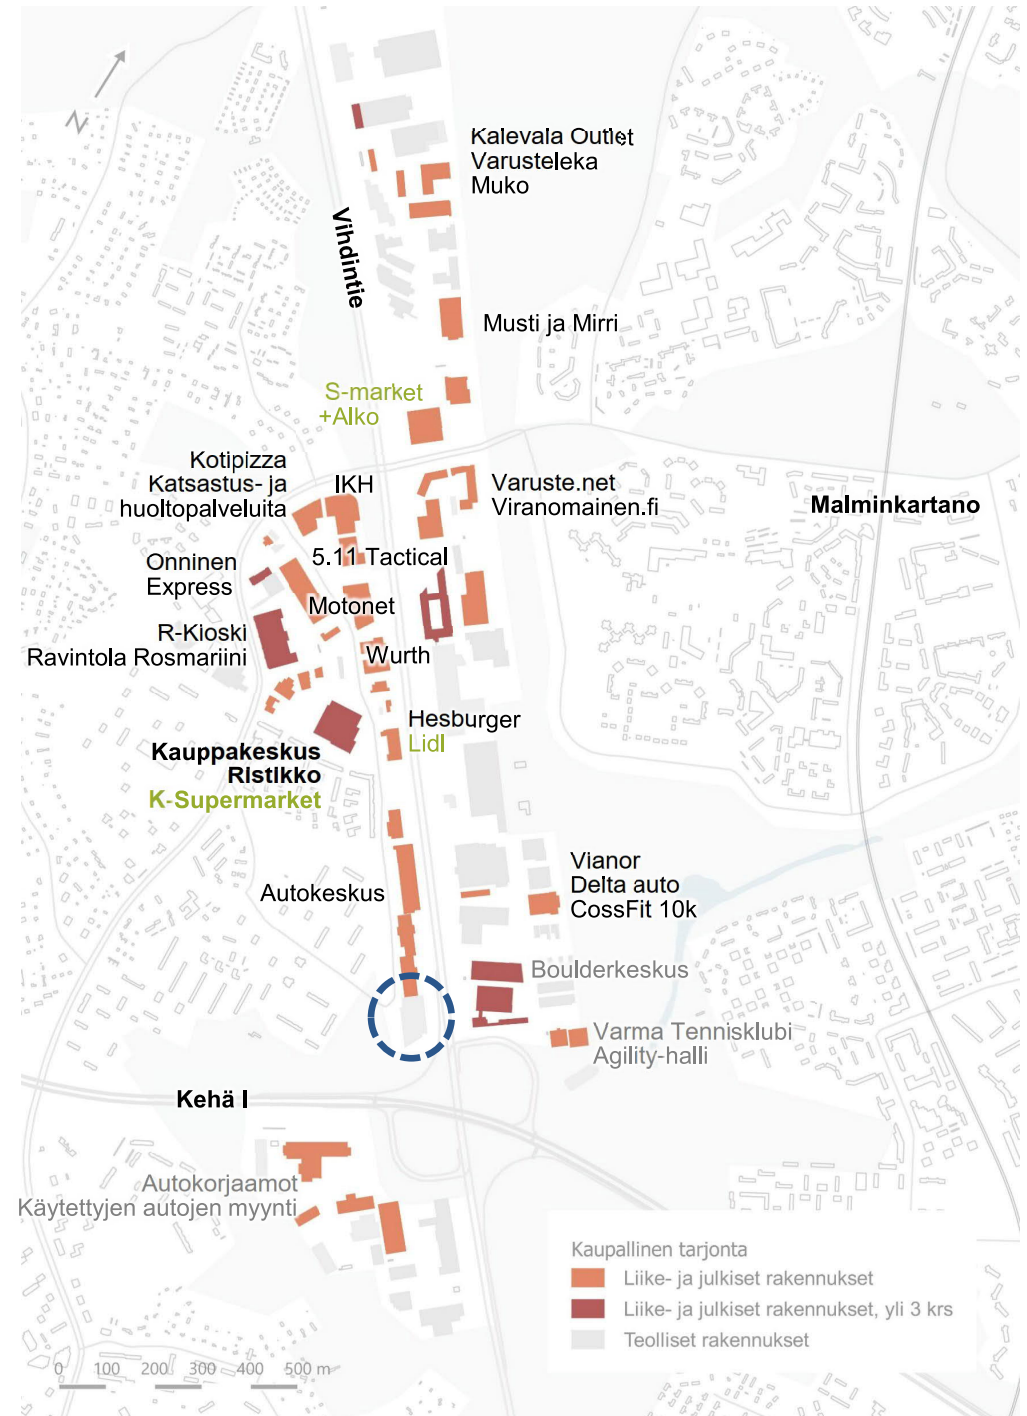 N
Kalevala Outlet
Varusteleka
Muko
Vihdintie
Musti ja Mirri
S-market
+Alko
Kotipizza
Katsastus- ja
huoltopalveluita
IKH
Varuste.net
Viranomainen.fi
Malminkartano
5.11 Tactical
Onninen
Express
Motonet
R-Kioski
Ravintola Rosmariini
Wurth
Hesburger
Lidl
Kauppakeskus
Ristikko
K-Supermarket
Vianor
Delta auto
CossFit 10k
Autokeskus
Boulderkeskus
Varma Tennisklubi
Agility-halli
Kehä I
Autokorjaamot
Käytettyjen autojen myynti
Kaupallinen tarjonta
Liike- ja julkiset rakennukset
Liike- ja julkiset rakennukset, yli 3 krs
Teolliset rakennukset
0 100 200 300 400 500 m